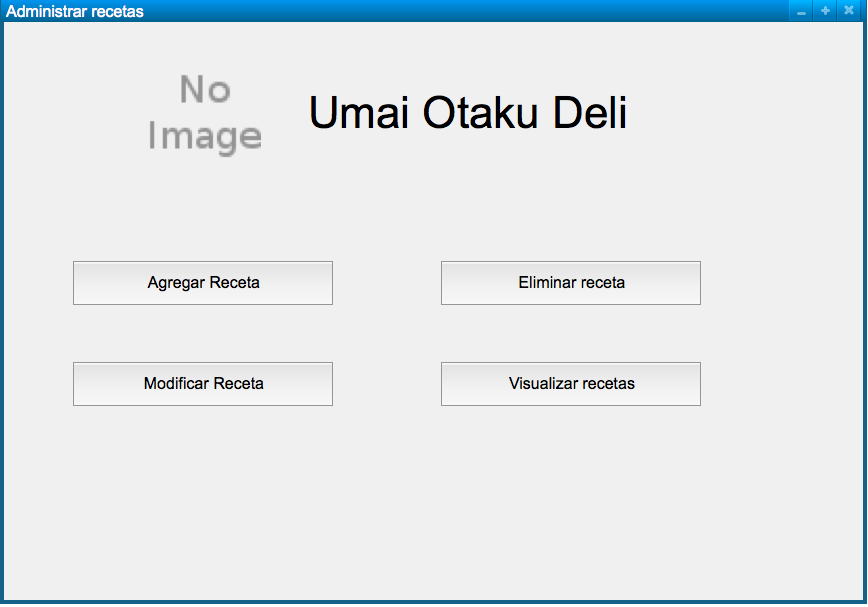 Administrar recetas
No
Image
Umai Otaku Deli
Agregar Receta
Eliminar receta
Modificar Receta
Visualizar recetas